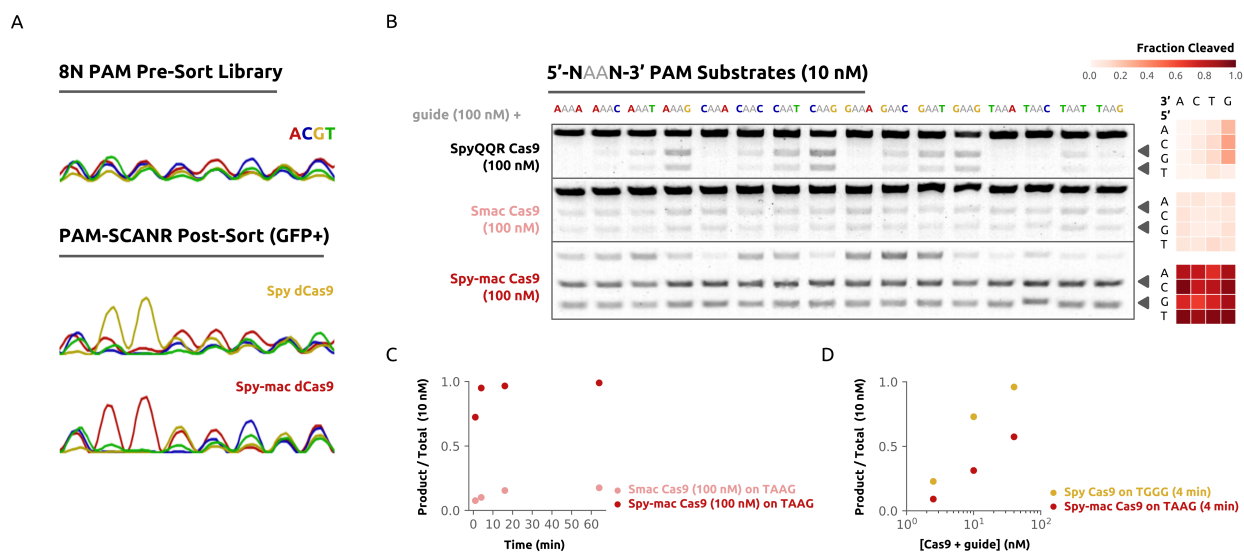 A
8N PAM Pre-Sort Library
ACGT
PAM-SCANR Post-Sort (GFP+)
Spy dCas9
Spy-mac dCas9
B
5′-NAAN-3′ PAM Substrates (10 nM)
guide (100 nM) +
AAAA AAAC AAAT AAAG CAAA CAAC CAAT CAAG GAAA GAAC GAAT GAAG TAAA TAAC TAAT TAAG
SpyQQR Cas9
(100 nM)
Smac Cas9
(100 nM)
Spy-mac Cas9
(100 nM)
Fraction Cleaved
0.0 0.2 0.4 0.6 0.8 1.0
3′ A C T G
5′
A
C
G
T
A
C
G
T
A
C
G
T
C
Product / Total (10 nM)
1.0
0.5
0.0
0 10 20 30 40 50 60
Time (min)
Smac Cas9 (100 nM) on TAAG
Spy-mac Cas9 (100 nM) on TAAG
D
Product / Total (10 nM)
1.0
0.5
0.0
10⁰ 10¹ 10²
[Cas9 + guide] (nM)
Spy Cas9 on TGGG (4 min)
Spy-mac Cas9 on TAAG (4 min)